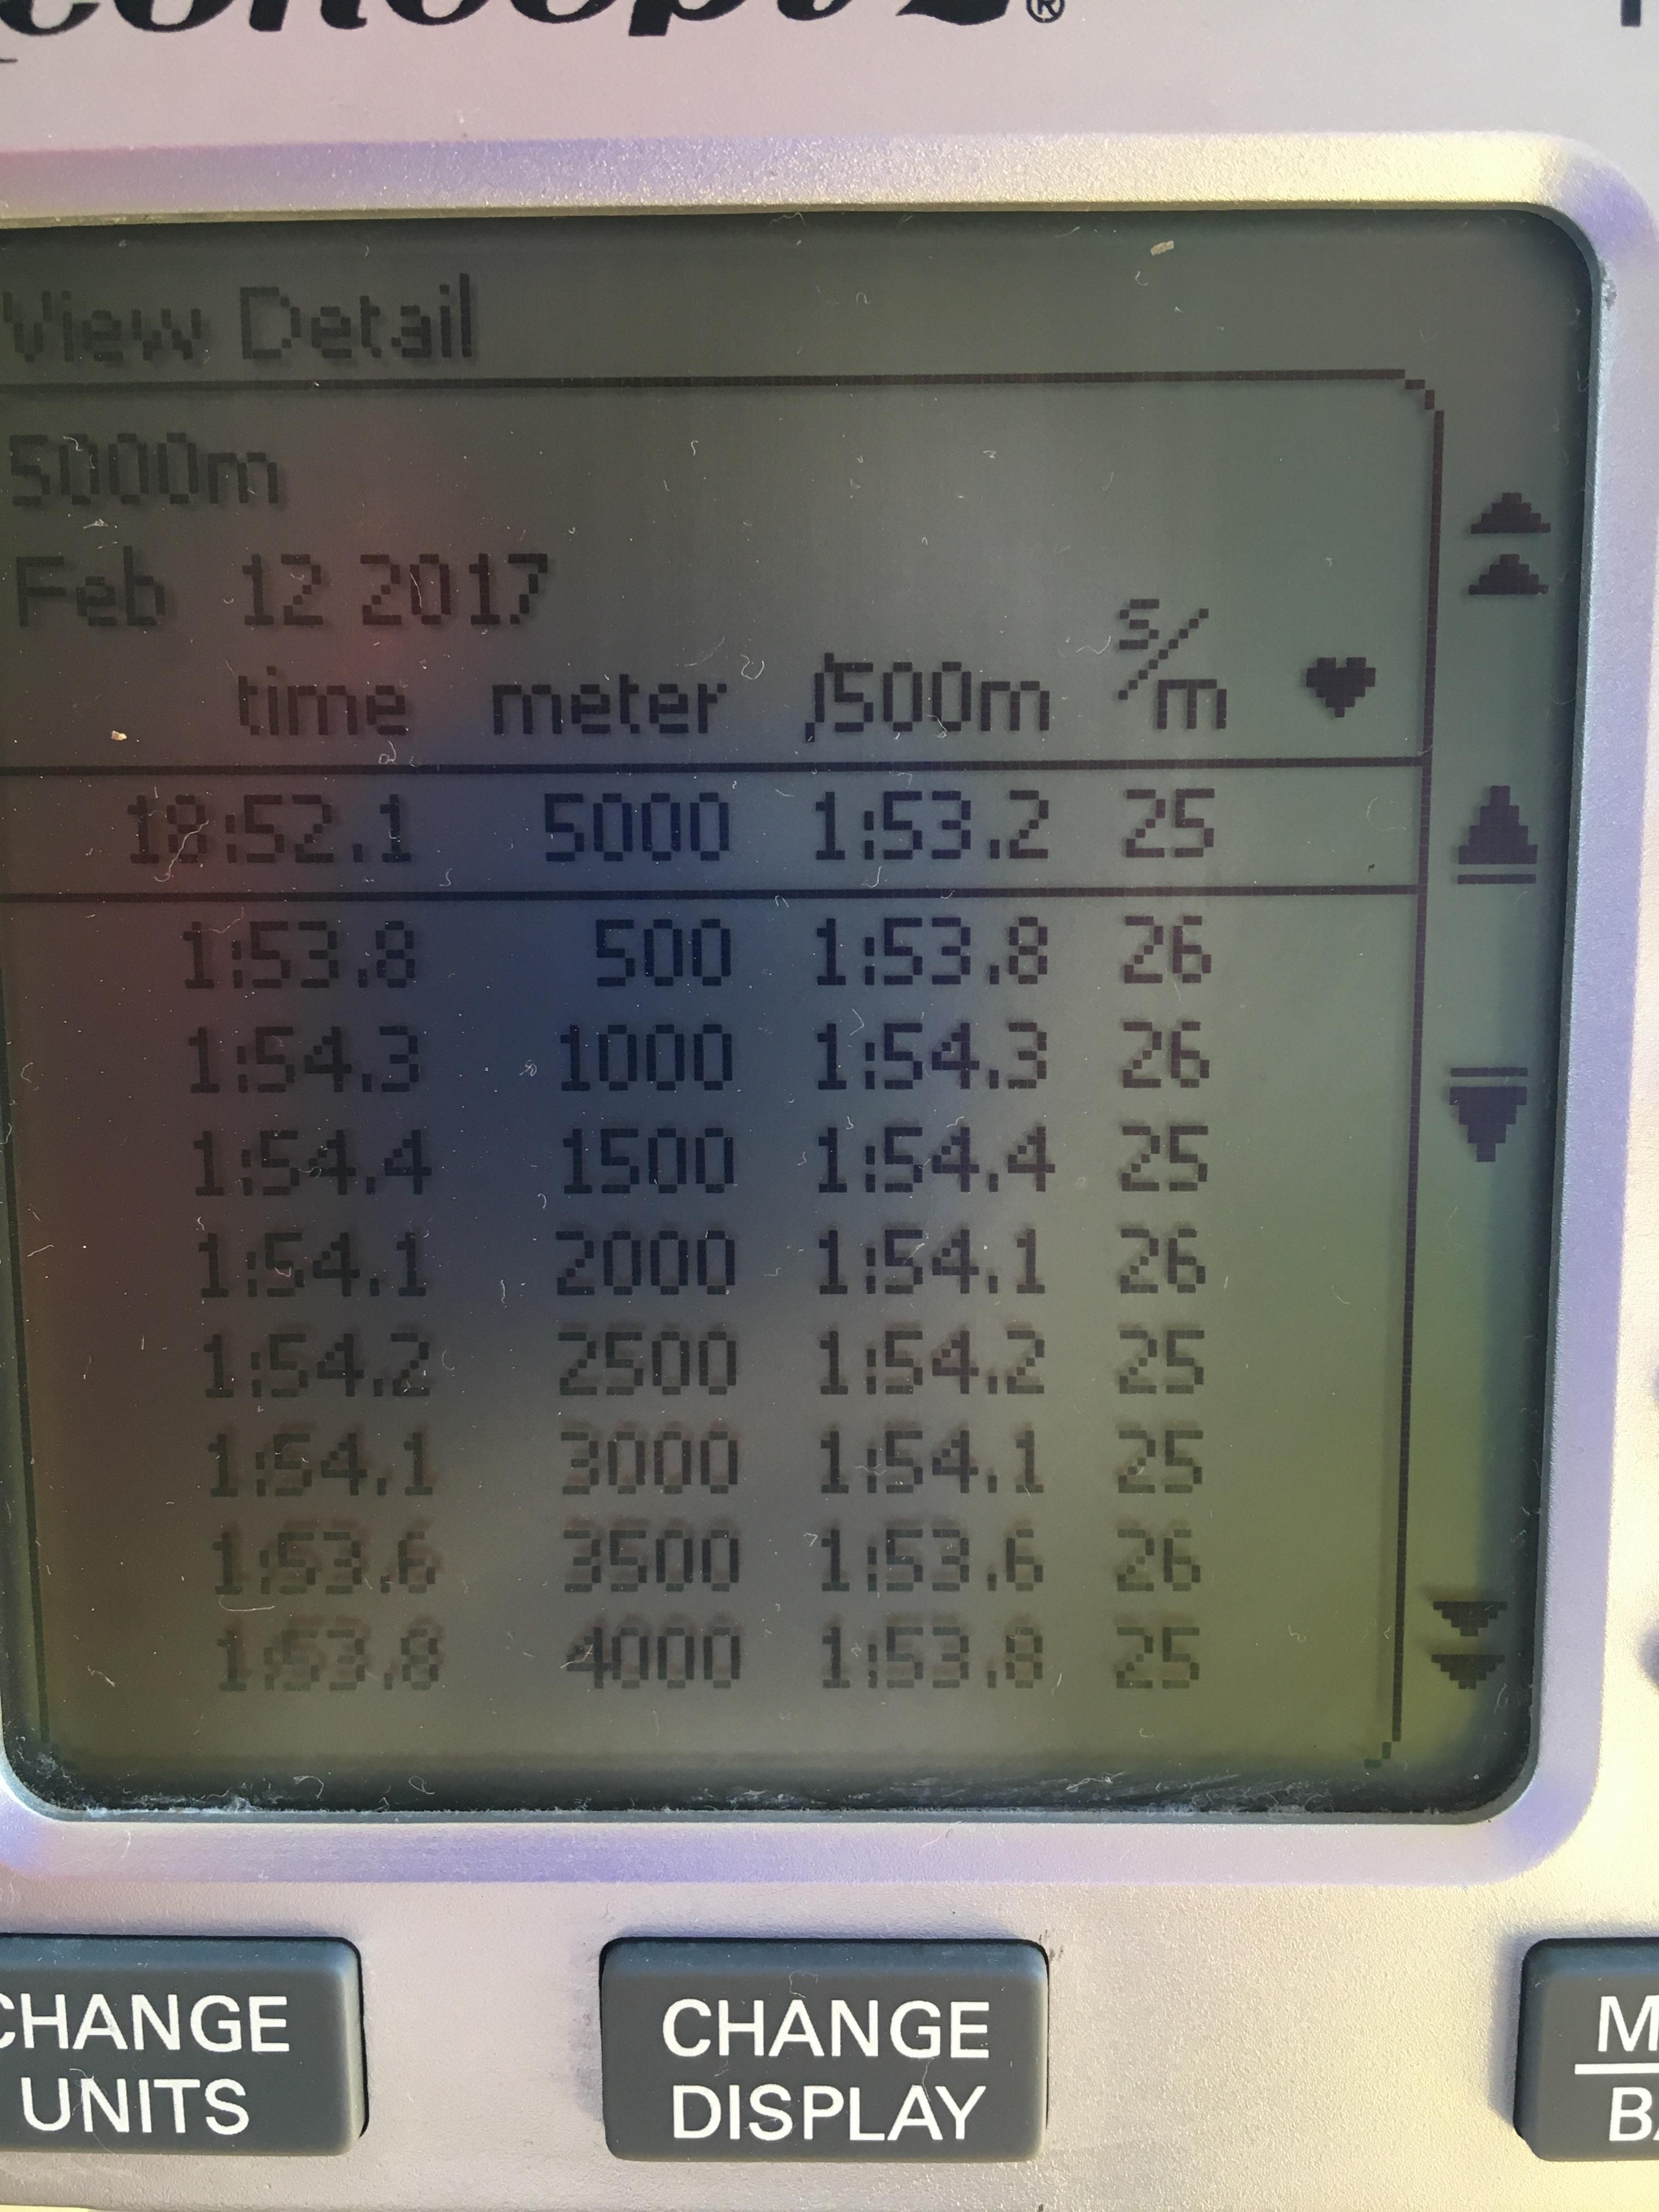 concept2®
View Detail
5000m
Feb 12 2017
time meter /500m s/m ♥
18:52.1 5000 1:53.2 25
1:53.8 500 1:53.8 26
1:54.3 1000 1:54.3 26
1:54.4 1500 1:54.4 25
1:54.1 2000 1:54.1 26
1:54.2 2500 1:54.2 25
1:54.1 3000 1:54.1 25
1:53.6 3500 1:53.6 26
1:53.8 4000 1:53.8 25
CHANGE
UNITS
CHANGE
DISPLAY